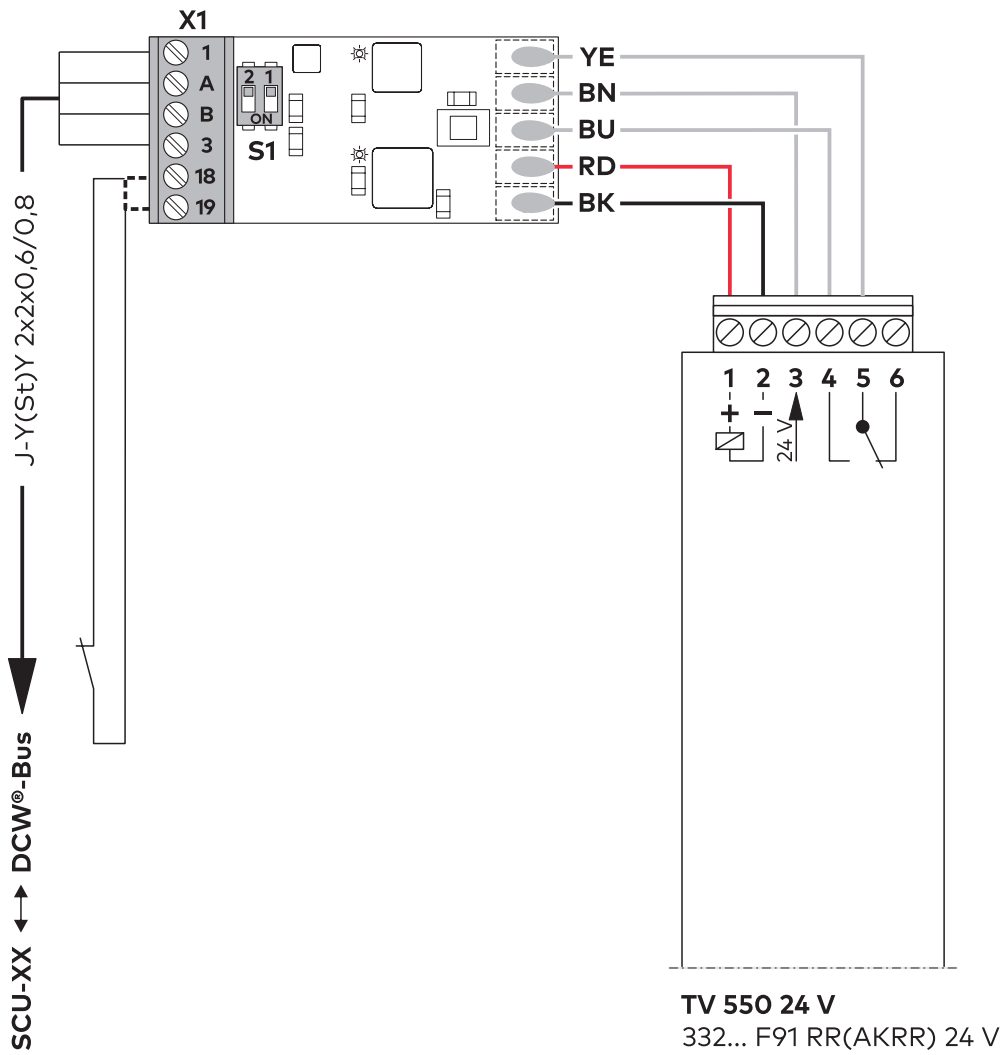 X1
1
A
B
3
18
19
2 1
ON
S1
YE
BN
BU
RD
BK
J-Y(St)Y 2x2x0,6/0,8
SCU-XX ↔ DCW®-Bus
1 2 3 4 5 6
+ −
24 V
TV 550 24 V
332... F91 RR(AKRR) 24 V